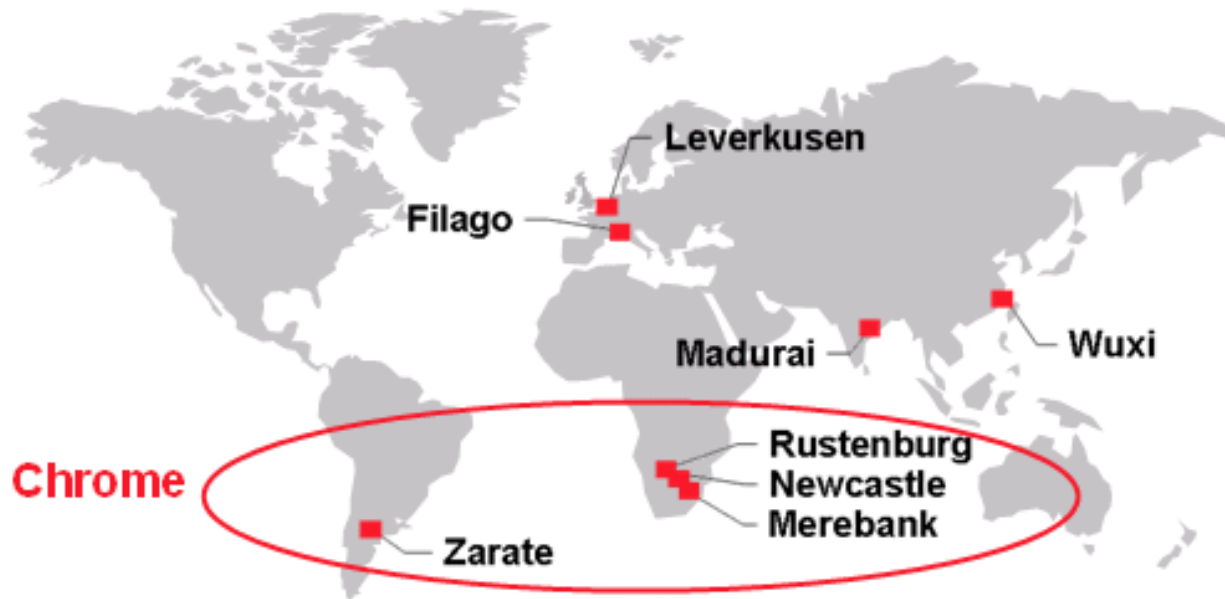 Leverkusen
Filago
Madurai
Wuxi
Rustenburg
Chrome
Newcastle
Merebank
Zarate